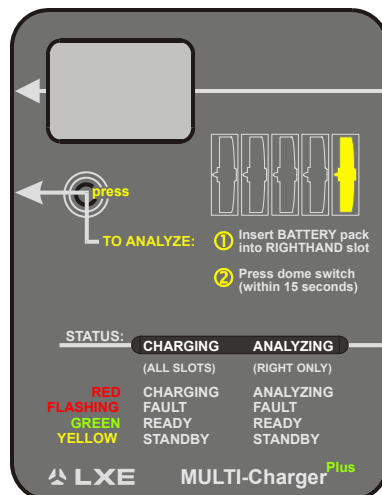 press
TO ANALYZE:
① Insert BATTERY pack
into RIGHTHAND slot
② Press dome switch
(within 15 seconds)
STATUS:
CHARGING ANALYZING
(ALL SLOTS) (RIGHT ONLY)
RED CHARGING ANALYZING
FLASHING FAULT FAULT
GREEN READY READY
YELLOW STANDBY STANDBY
LXE MULTI-Charger Plus